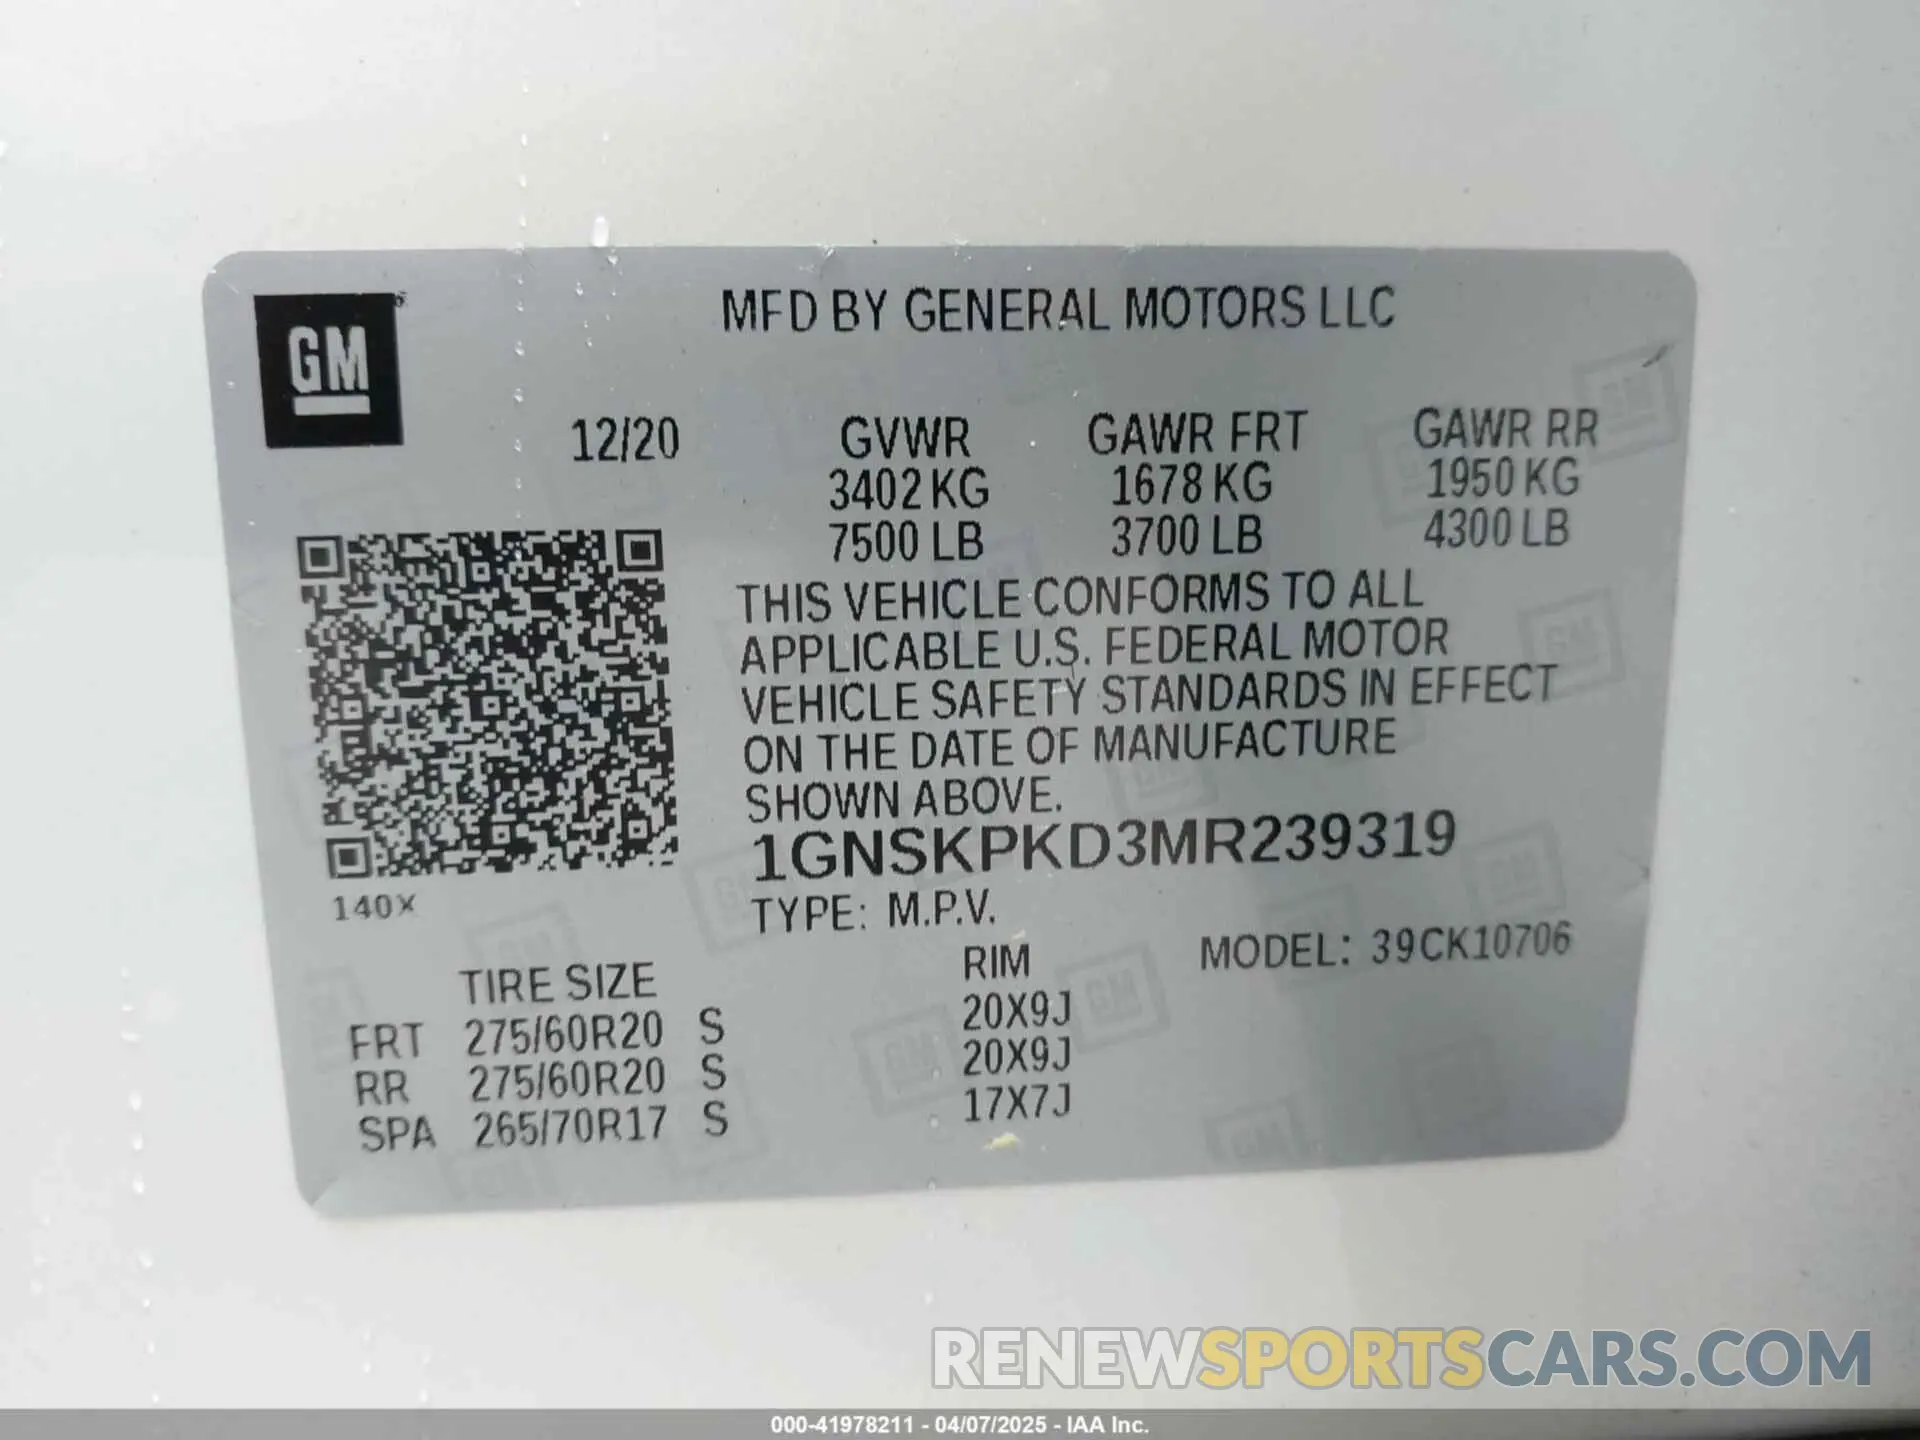 MFD BY GENERAL MOTORS LLC
GM
12/20 GVWR GAWR FRT GAWR RR
3402 KG 1678 KG 1950 KG
7500 LB 3700 LB 4300 LB
THIS VEHICLE CONFORMS TO ALL
APPLICABLE U.S. FEDERAL MOTOR
VEHICLE SAFETY STANDARDS IN EFFECT
ON THE DATE OF MANUFACTURE
SHOWN ABOVE.
1GNSKPKD3MR239319
140X
TYPE: M.P.V.
MODEL: 39CK10706
TIRE SIZE RIM
FRT 275/60R20 S 20X9J
RR 275/60R20 S 20X9J
SPA 265/70R17 S 17X7J
RENEWSPORTSCARS.COM
000-41978211 - 04/07/2025 - IAA Inc.